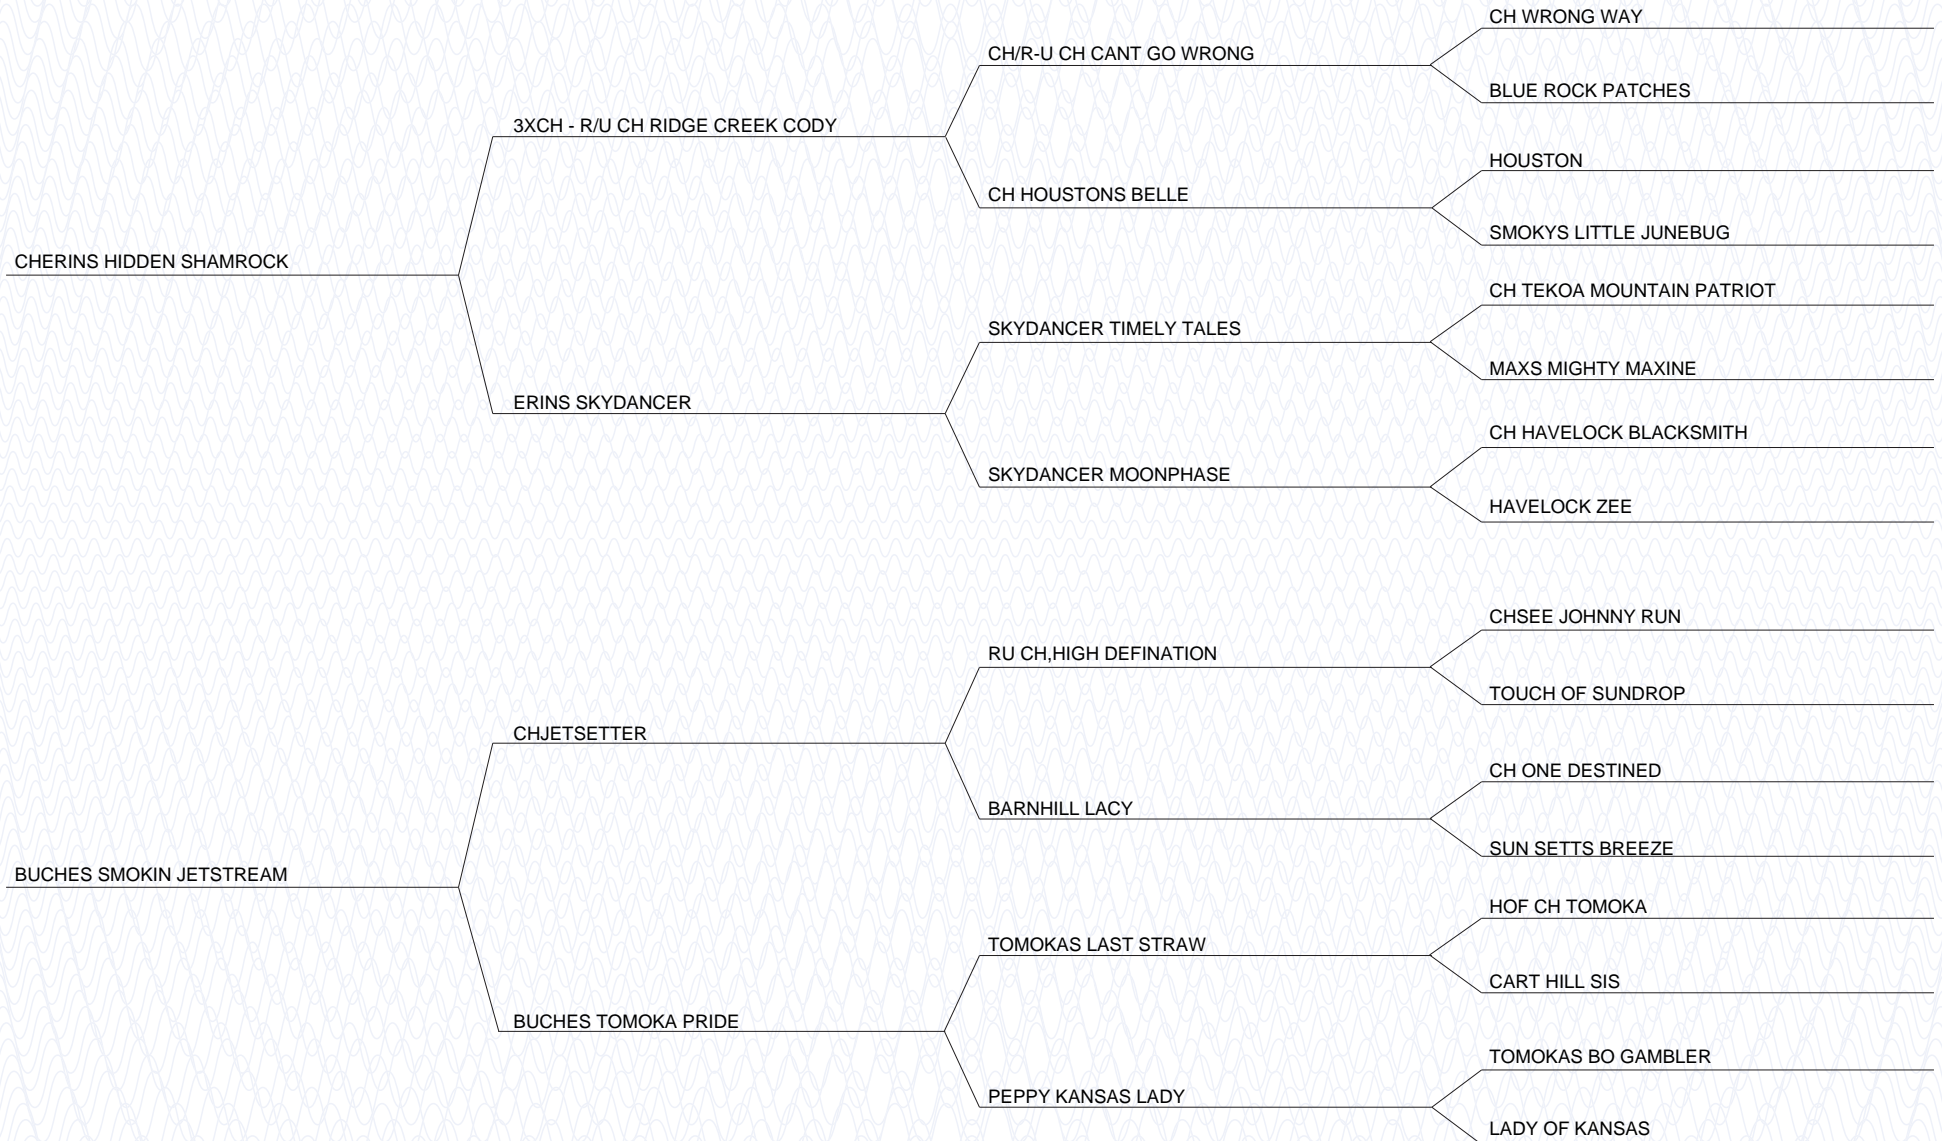 CH WRONG WAY
CH/R-U CH CANT GO WRONG
BLUE ROCK PATCHES
3XCH - R/U CH RIDGE CREEK CODY
HOUSTON
CH HOUSTONS BELLE
SMOKYS LITTLE JUNEBUG
CHERINS HIDDEN SHAMROCK
CH TEKOA MOUNTAIN PATRIOT
SKYDANCER TIMELY TALES
MAXS MIGHTY MAXINE
ERINS SKYDANCER
CH HAVELOCK BLACKSMITH
SKYDANCER MOONPHASE
HAVELOCK ZEE
CHSEE JOHNNY RUN
RU CH,HIGH DEFINATION
TOUCH OF SUNDROP
CHJETSETTER
CH ONE DESTINED
BARNHILL LACY
SUN SETTS BREEZE
BUCHES SMOKIN JETSTREAM
HOF CH TOMOKA
TOMOKAS LAST STRAW
CART HILL SIS
BUCHES TOMOKA PRIDE
TOMOKAS BO GAMBLER
PEPPY KANSAS LADY
LADY OF KANSAS